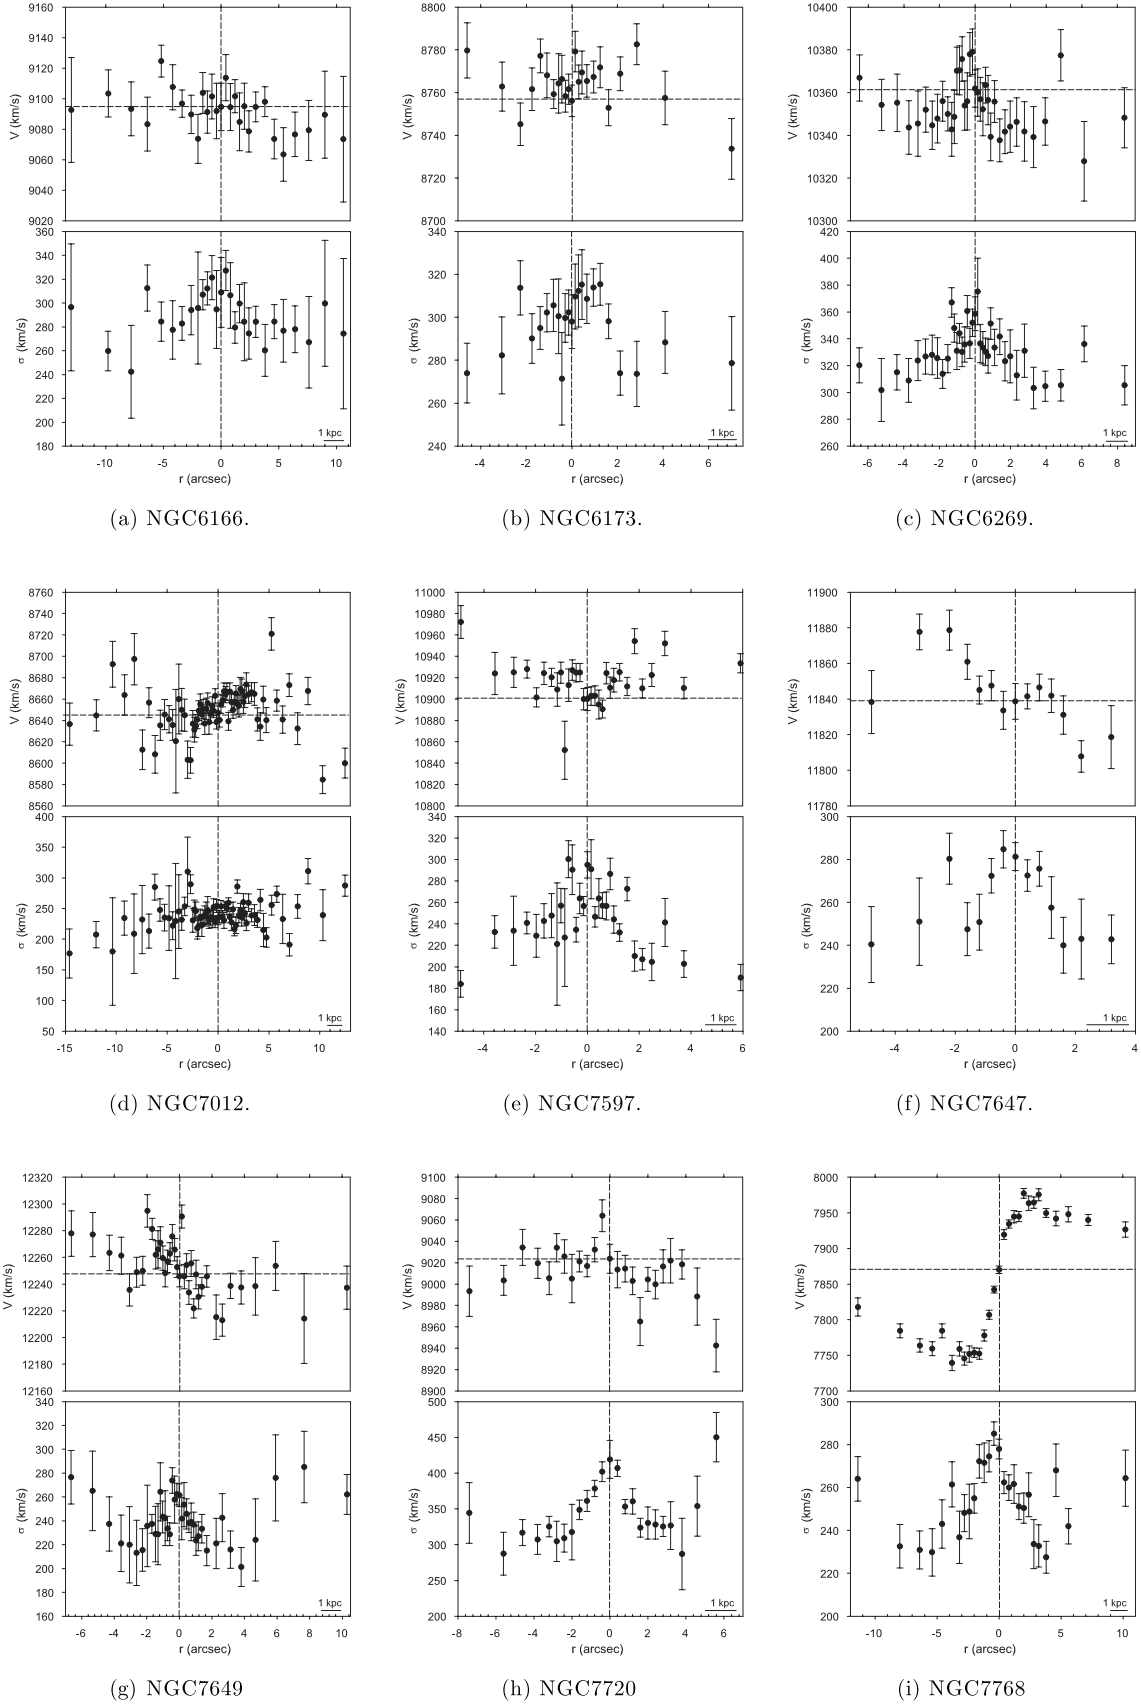 9160
9140
9120
9100
9080
9060
9040
9020
V (km/s)
360
340
320
300
280
260
240
220
200
180
σ (km/s)
1 kpc
-10 -5 0 5 10
r (arcsec)
(a) NGC6166.
8800
8780
8760
8740
8720
8700
V (km/s)
340
320
300
280
260
240
σ (km/s)
1 kpc
-4 -2 0 2 4 6
r (arcsec)
(b) NGC6173.
10400
10380
10360
10340
10320
10300
V (km/s)
420
400
380
360
340
320
300
280
260
σ (km/s)
1 kpc
-6 -4 -2 0 2 4 6 8
r (arcsec)
(c) NGC6269.
8760
8740
8720
8700
8680
8660
8640
8620
8600
8580
8560
V (km/s)
400
350
300
250
200
150
100
50
σ (km/s)
1 kpc
-15 -10 -5 0 5 10
r (arcsec)
(d) NGC7012.
11000
10980
10960
10940
10920
10900
10880
10860
10840
10820
10800
V (km/s)
340
320
300
280
260
240
220
200
180
160
140
σ (km/s)
1 kpc
-4 -2 0 2 4 6
r (arcsec)
(e) NGC7597.
11900
11880
11860
11840
11820
11800
11780
V (km/s)
300
280
260
240
220
200
σ (km/s)
1 kpc
-4 -2 0 2 4
r (arcsec)
(f) NGC7647.
12320
12300
12280
12260
12240
12220
12200
12180
12160
V (km/s)
340
320
300
280
260
240
220
200
180
160
σ (km/s)
1 kpc
-6 -4 -2 0 2 4 6 8 10
r (arcsec)
(g) NGC7649
9100
9080
9060
9040
9020
9000
8980
8960
8940
8920
8900
V (km/s)
500
450
400
350
300
250
200
σ (km/s)
1 kpc
-8 -6 -4 -2 0 2 4 6
r (arcsec)
(h) NGC7720
8000
7950
7900
7850
7800
7750
7700
V (km/s)
300
280
260
240
220
200
σ (km/s)
1 kpc
-10 -5 0 5 10
r (arcsec)
(i) NGC7768